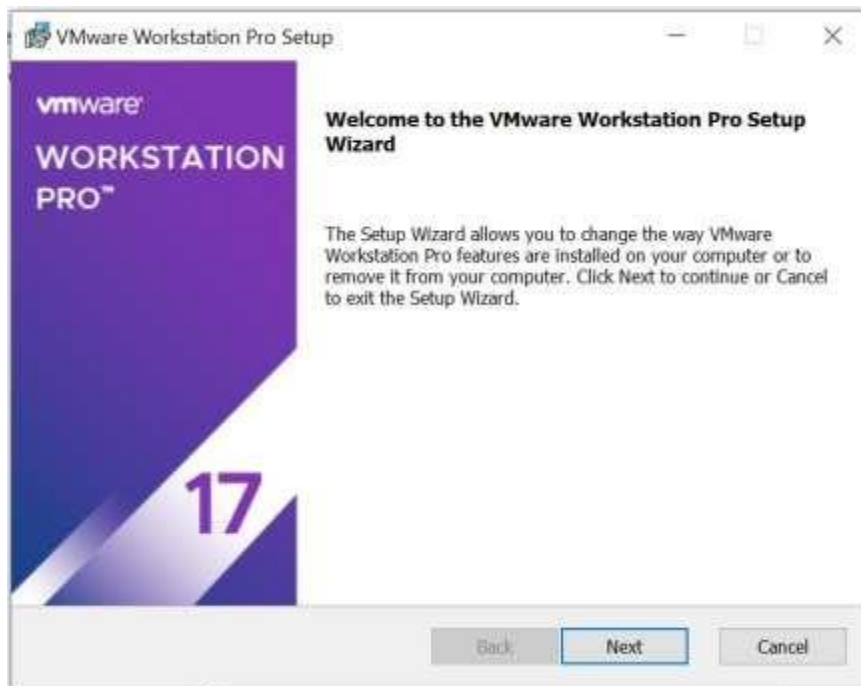 VMware Workstation Pro Setup
vmware®
WORKSTATION
PRO™
17
Welcome to the VMware Workstation Pro Setup
Wizard
The Setup Wizard allows you to change the way VMware
Workstation Pro features are installed on your computer or to
remove it from your computer. Click Next to continue or Cancel
to exit the Setup Wizard.
Back
Next
Cancel